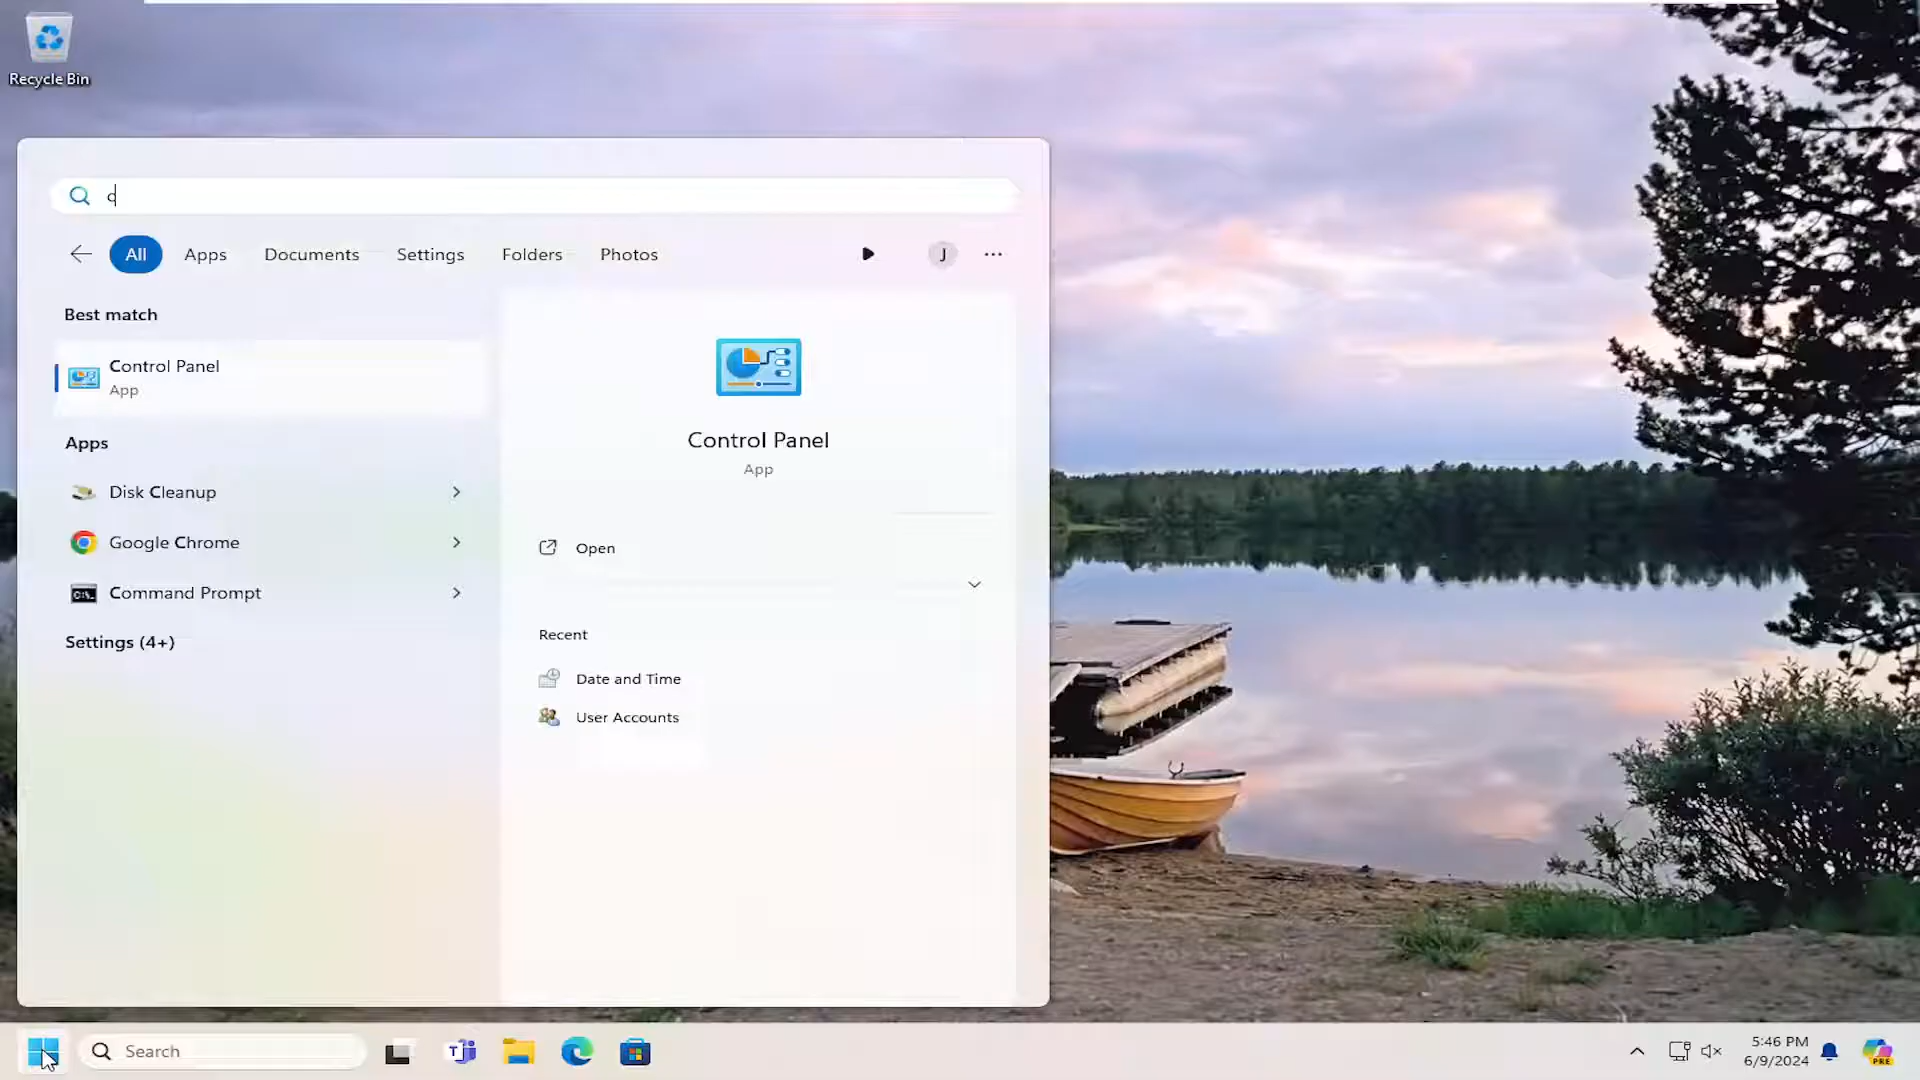 Recycle Bin
c
All Apps Documents Settings Folders Photos J
Best match
Control Panel
App
Apps
Disk Cleanup
Google Chrome
Command Prompt
Settings (4+)
Control Panel
App
Open
Recent
Date and Time
User Accounts
Search
5:46 PM
6/9/2024
PRE